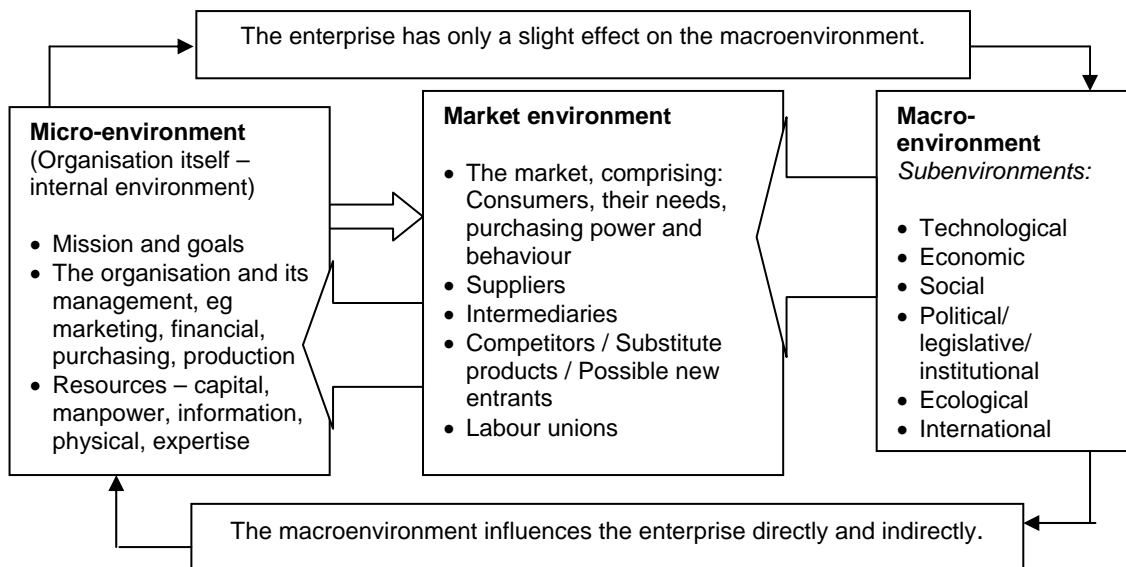 The enterprise has only a slight effect on the macroenvironment.
Micro-environment
(Organisation itself –
internal environment)
• Mission and goals
• The organisation and its
management, eg
marketing, financial,
purchasing, production
• Resources – capital,
manpower, information,
physical, expertise
Market environment
• The market, comprising:
Consumers, their needs,
purchasing power and
behaviour
• Suppliers
• Intermediaries
• Competitors / Substitute
products / Possible new
entrants
• Labour unions
Macro-
environment
Subenvironments:
• Technological
• Economic
• Social
• Political/
legislative/
institutional
• Ecological
• International
The macroenvironment influences the enterprise directly and indirectly.